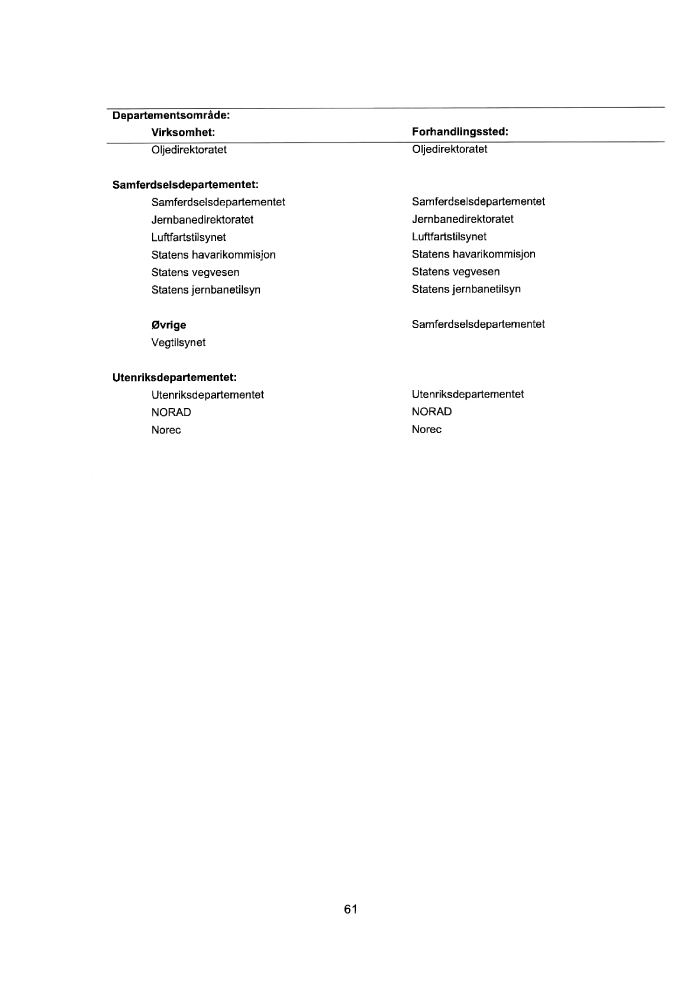 Departementsområde:
Virksomhet: Forhandlingssted:
Oljedirektoratet Oljedirektoratet
Samferdselsdepartementet:
Samferdselsdepartementet Samferdselsdepartementet
Jernbanedirektoratet Jernbanedirektoratet
Luftfartstilsynet Luftfartstilsynet
Statens havarikommisjon Statens havarikommisjon
Statens vegvesen Statens vegvesen
Statens jernbanetilsyn Statens jernbanetilsyn
Øvrige Samferdselsdepartementet
Vegtilsynet
Utenriksdepartementet:
Utenriksdepartementet Utenriksdepartementet
NORAD NORAD
Norec Norec
61